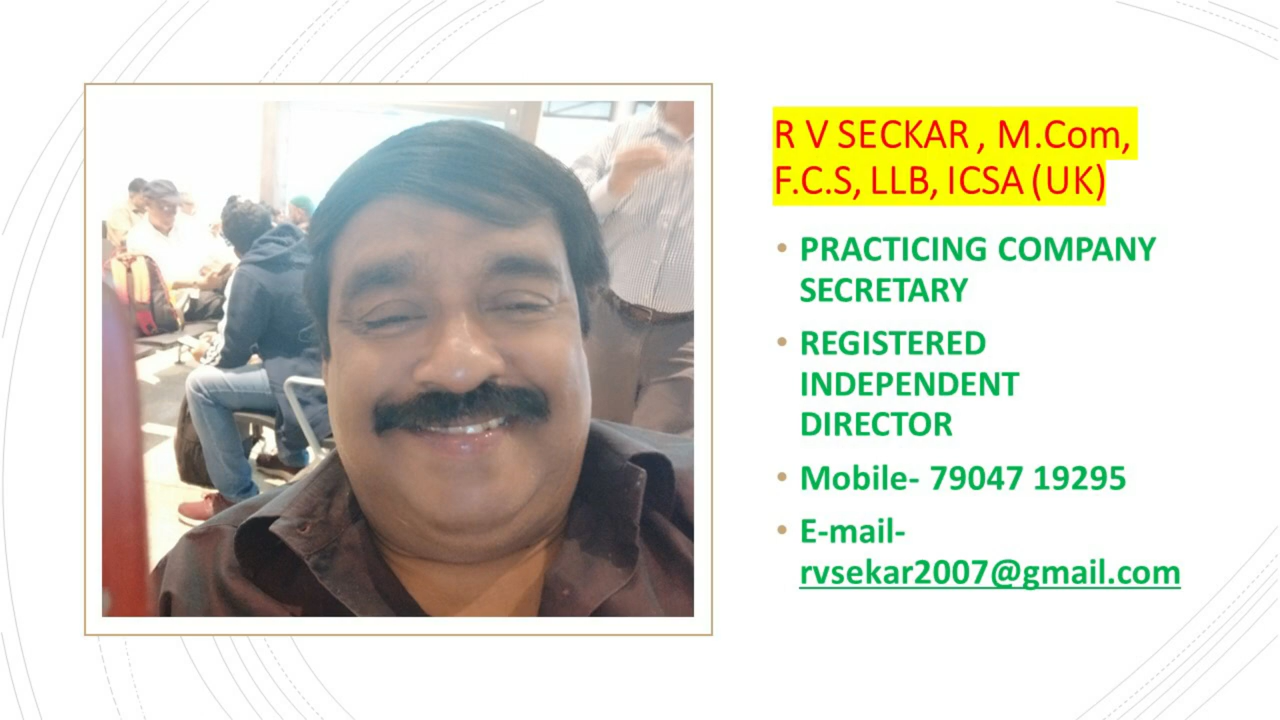 R V SECKAR , M.Com,
F.C.S, LLB, ICSA (UK)
• PRACTICING COMPANY
SECRETARY
• REGISTERED
INDEPENDENT
DIRECTOR
• Mobile- 79047 19295
• E-mail-
rvsekar2007@gmail.com